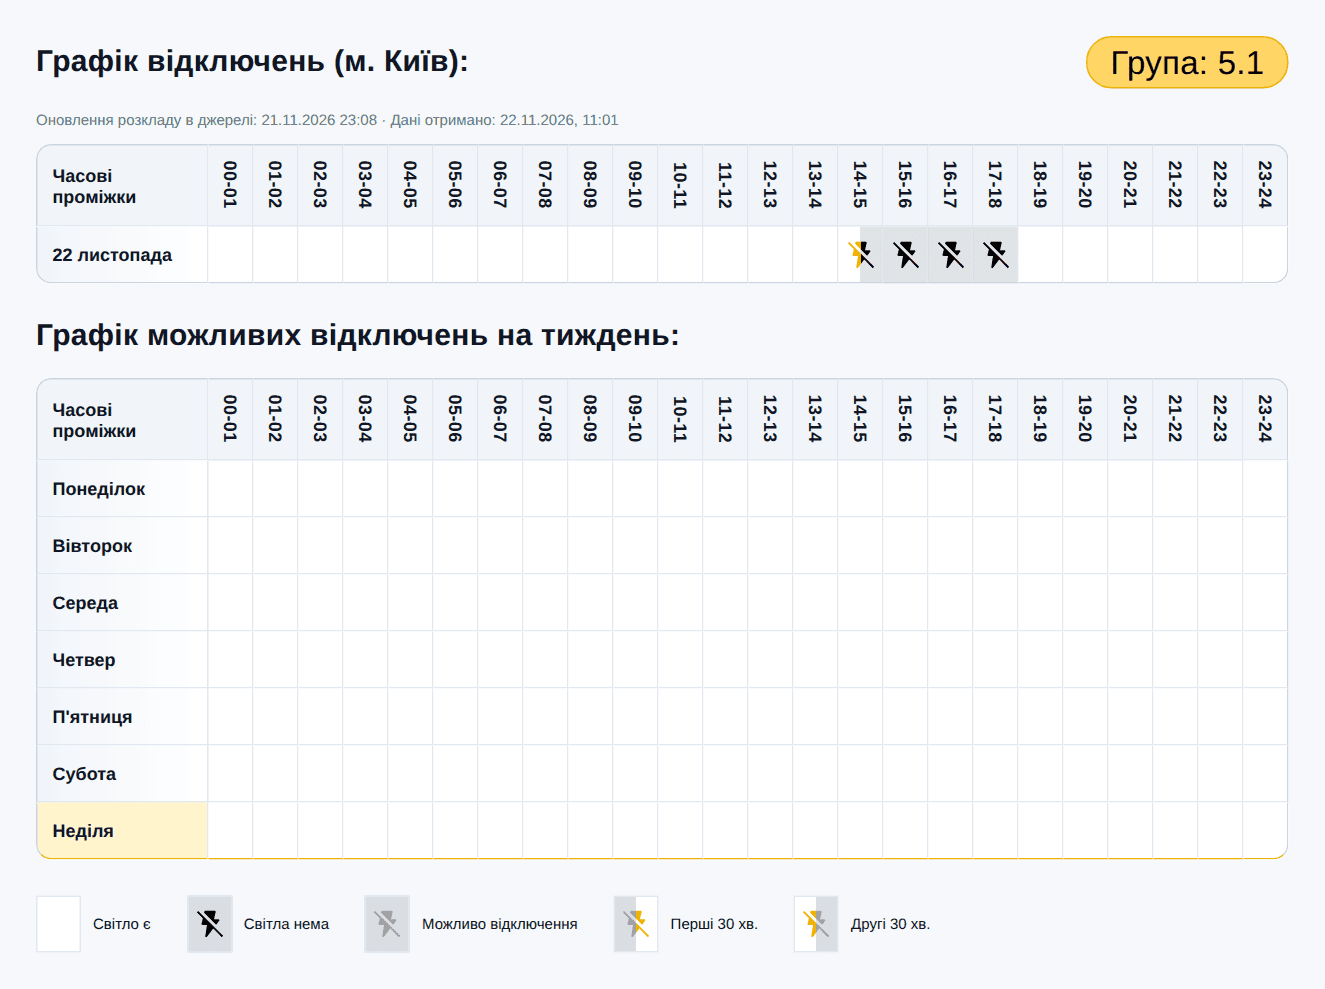 Графік відключень (м. Київ):
Група: 5.1
Оновлення розкладу в джерелі: 21.11.2026 23:08 · Дані отримано: 22.11.2026, 11:01
Часові проміжки 00-01 01-02 02-03 03-04 04-05 05-06 06-07 07-08 08-09 09-10 10-11 11-12 12-13 13-14 14-15 15-16 16-17 17-18 18-19 19-20 20-21 21-22 22-23 23-24
22 листопада
Графік можливих відключень на тиждень:
Часові проміжки 00-01 01-02 02-03 03-04 04-05 05-06 06-07 07-08 08-09 09-10 10-11 11-12 12-13 13-14 14-15 15-16 16-17 17-18 18-19 19-20 20-21 21-22 22-23 23-24
Понеділок
Вівторок
Середа
Четвер
П'ятниця
Субота
Неділя
Світло є Світла нема Можливо відключення Перші 30 хв. Другі 30 хв.